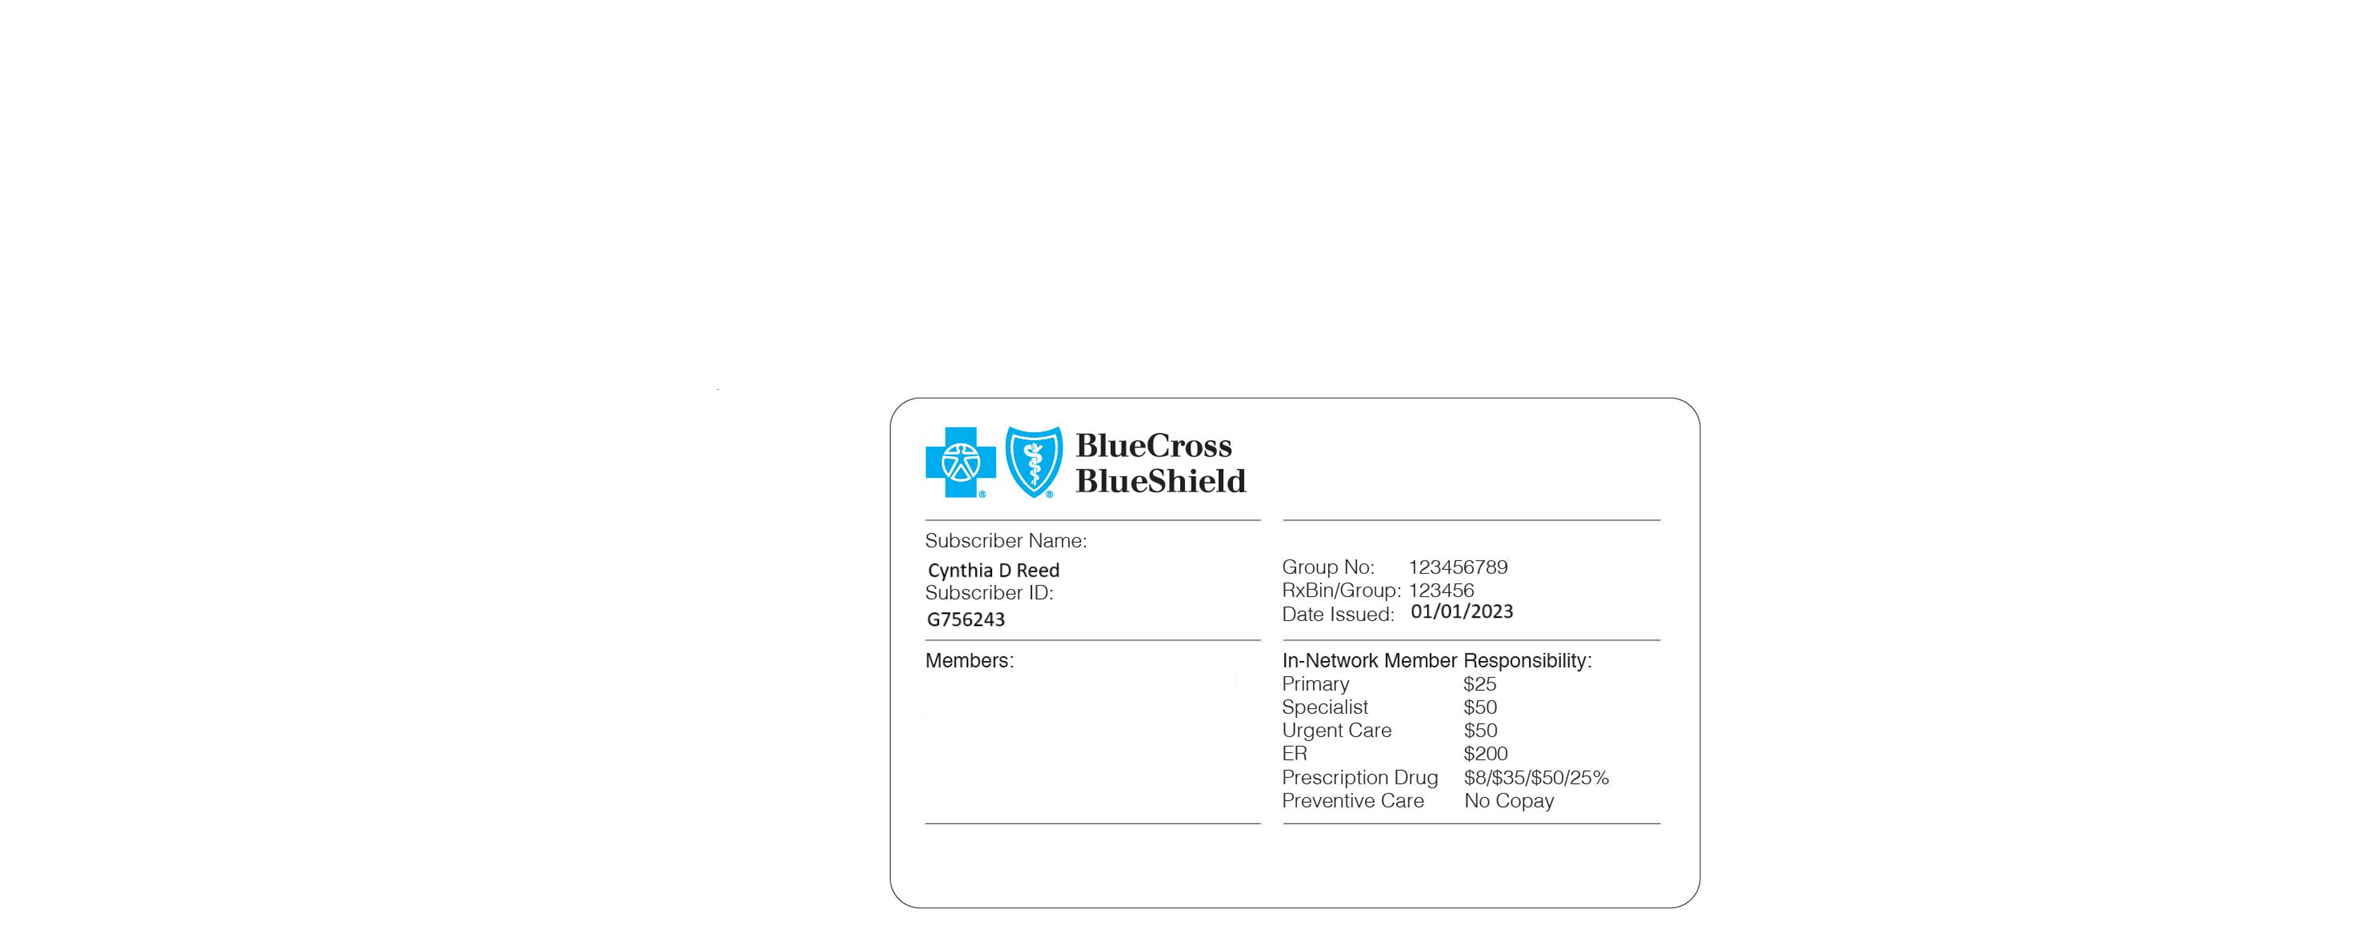 BlueCross
BlueShield
Subscriber Name:
Cynthia D Reed
Subscriber ID:
G756243
Group No: 123456789
RxBin/Group: 123456
Date Issued: 01/01/2023
Members:
In-Network Member Responsibility:
Primary $25
Specialist $50
Urgent Care $50
ER $200
Prescription Drug $8/$35/$50/25%
Preventive Care No Copay